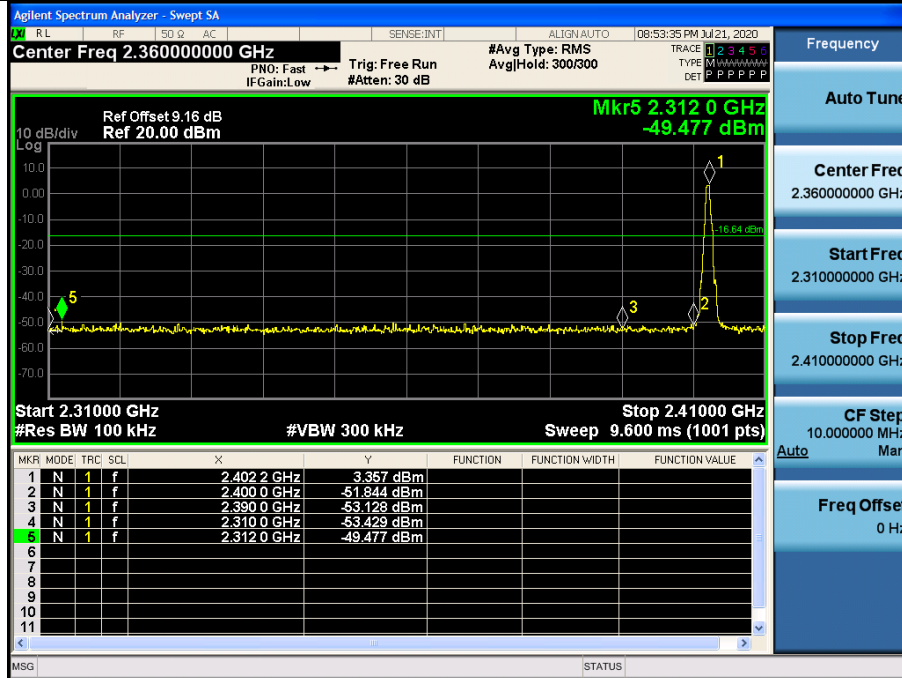 Agilent Spectrum Analyzer - Swept SA
LXI RL RF 50 Ω AC SENSE:INT ALIGN AUTO 08:53:35 PM Jul 21, 2020
Center Freq 2.360000000 GHz
PNO: Fast
IFGain:Low
Trig: Free Run
#Atten: 30 dB
#Avg Type: RMS
Avg|Hold: 300/300
TRACE 1 2 3 4 5 6
TYPE M W W W W W
DET P P P P P P
Mkr5 2.312 0 GHz
-49.477 dBm
Ref Offset 9.16 dB
10 dB/div Ref 20.00 dBm
Log
10.0
0.00
-10.0
-20.0
-30.0
-40.0
-50.0
-60.0
-70.0
1
-16.64 dBm
5
3
2
Start 2.31000 GHz Stop 2.41000 GHz
#Res BW 100 kHz #VBW 300 kHz Sweep 9.600 ms (1001 pts)
MKR MODE TRC SCL X Y FUNCTION FUNCTION WIDTH FUNCTION VALUE
1 N 1 f 2.402 2 GHz 3.357 dBm
2 N 1 f 2.400 0 GHz -51.844 dBm
3 N 1 f 2.390 0 GHz -53.128 dBm
4 N 1 f 2.310 0 GHz -53.429 dBm
5 N 1 f 2.312 0 GHz -49.477 dBm
6
7
8
9
10
11
MSG STATUS
Frequency
Auto Tune
Center Freq
2.360000000 GHz
Start Freq
2.310000000 GHz
Stop Freq
2.410000000 GHz
CF Step
10.000000 MHz
Auto Man
Freq Offset
0 Hz